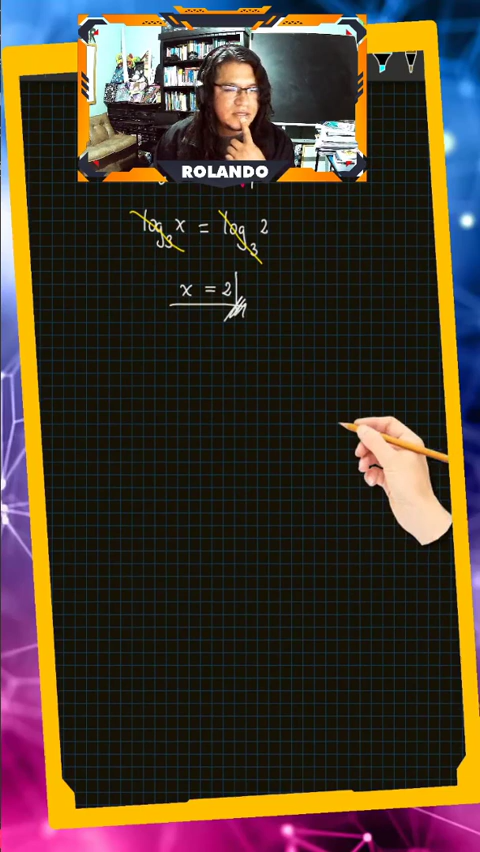 ROLANDO
log₃ x = log₃ 2
x = 2